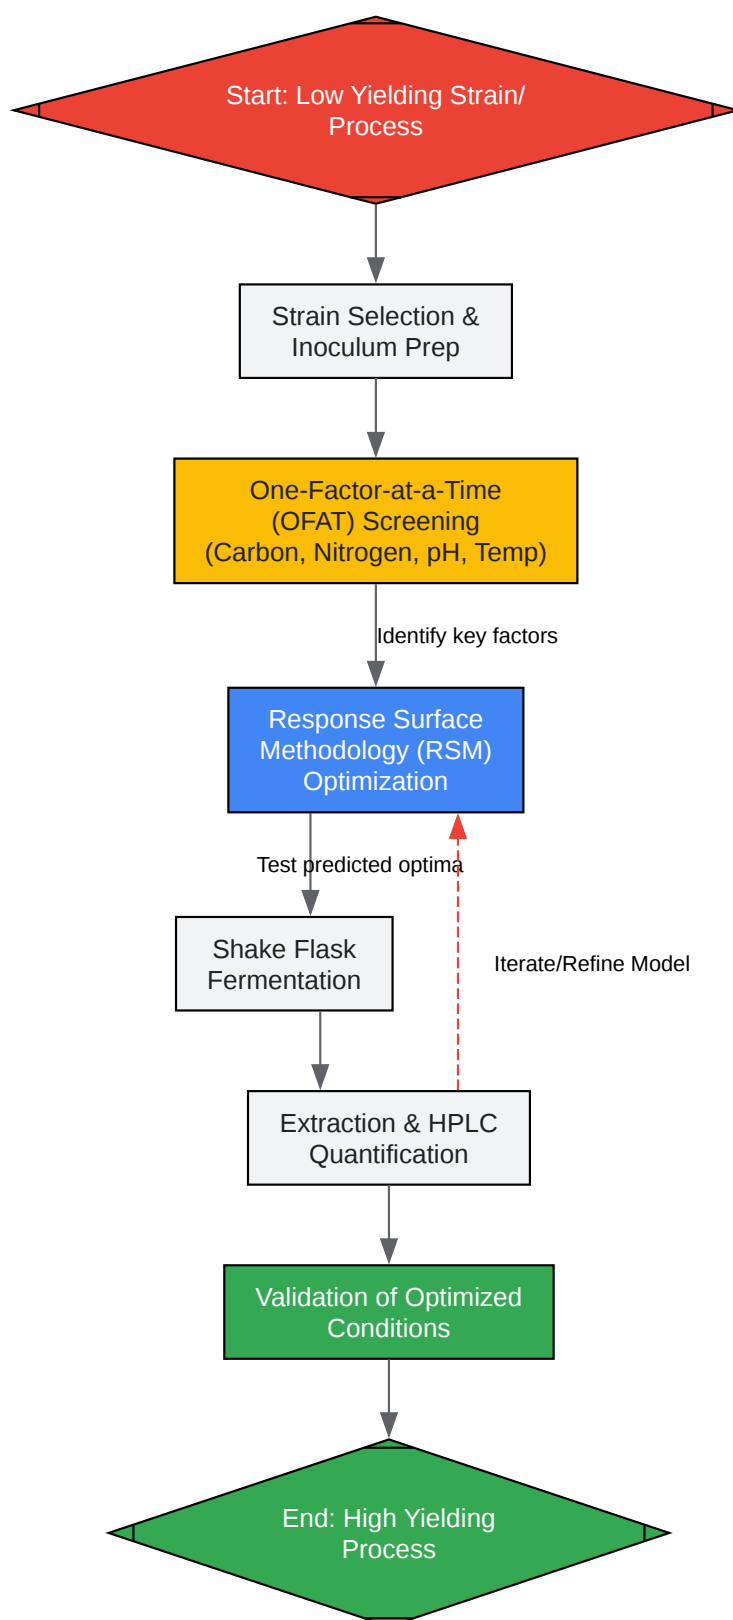 Start: Low Yielding Strain/
Process
Strain Selection &
Inoculum Prep
One-Factor-at-a-Time
(OFAT) Screening
(Carbon, Nitrogen, pH, Temp)
Identify key factors
Response Surface
Methodology (RSM)
Optimization
Test predicted optima
Shake Flask
Fermentation
Iterate/Refine Model
Extraction & HPLC
Quantification
Validation of Optimized
Conditions
End: High Yielding
Process